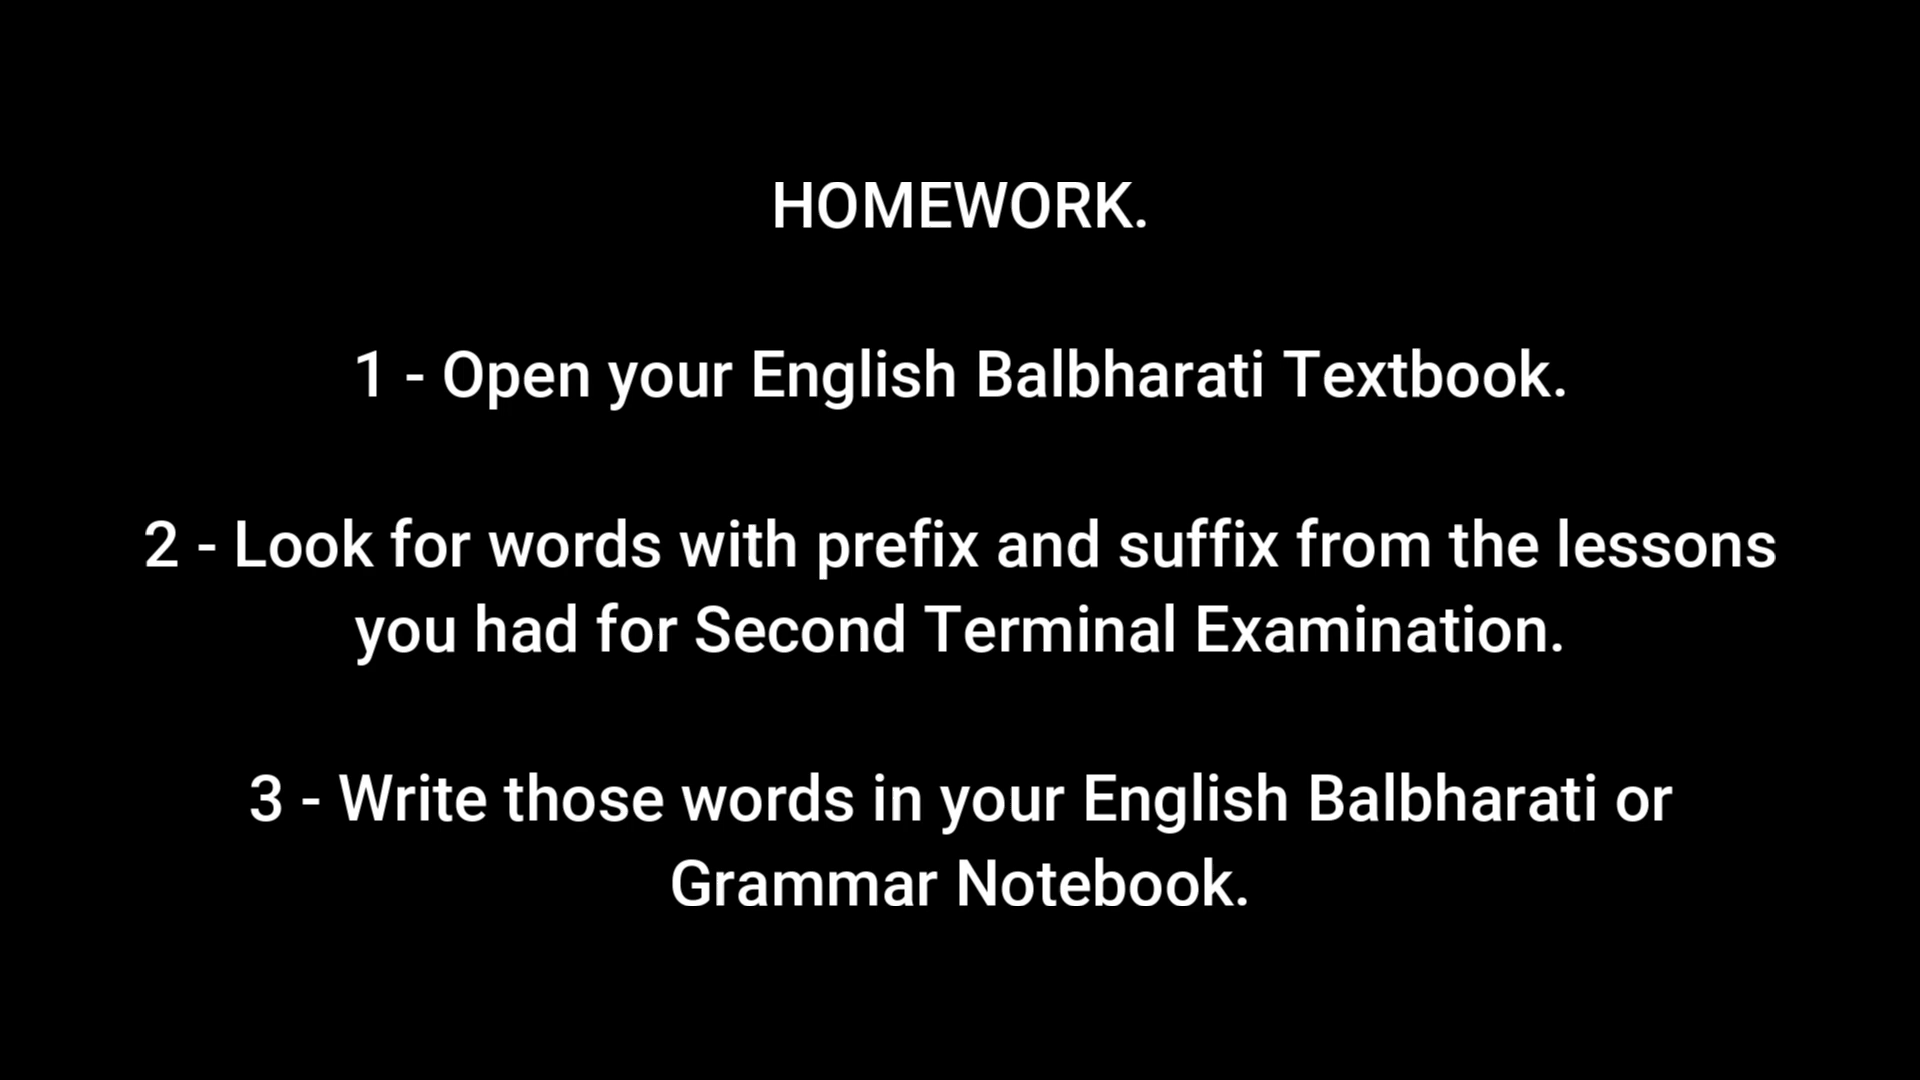 HOMEWORK.
1 - Open your English Balbharati Textbook.
2 - Look for words with prefix and suffix from the lessons
you had for Second Terminal Examination.
3 - Write those words in your English Balbharati or
Grammar Notebook.